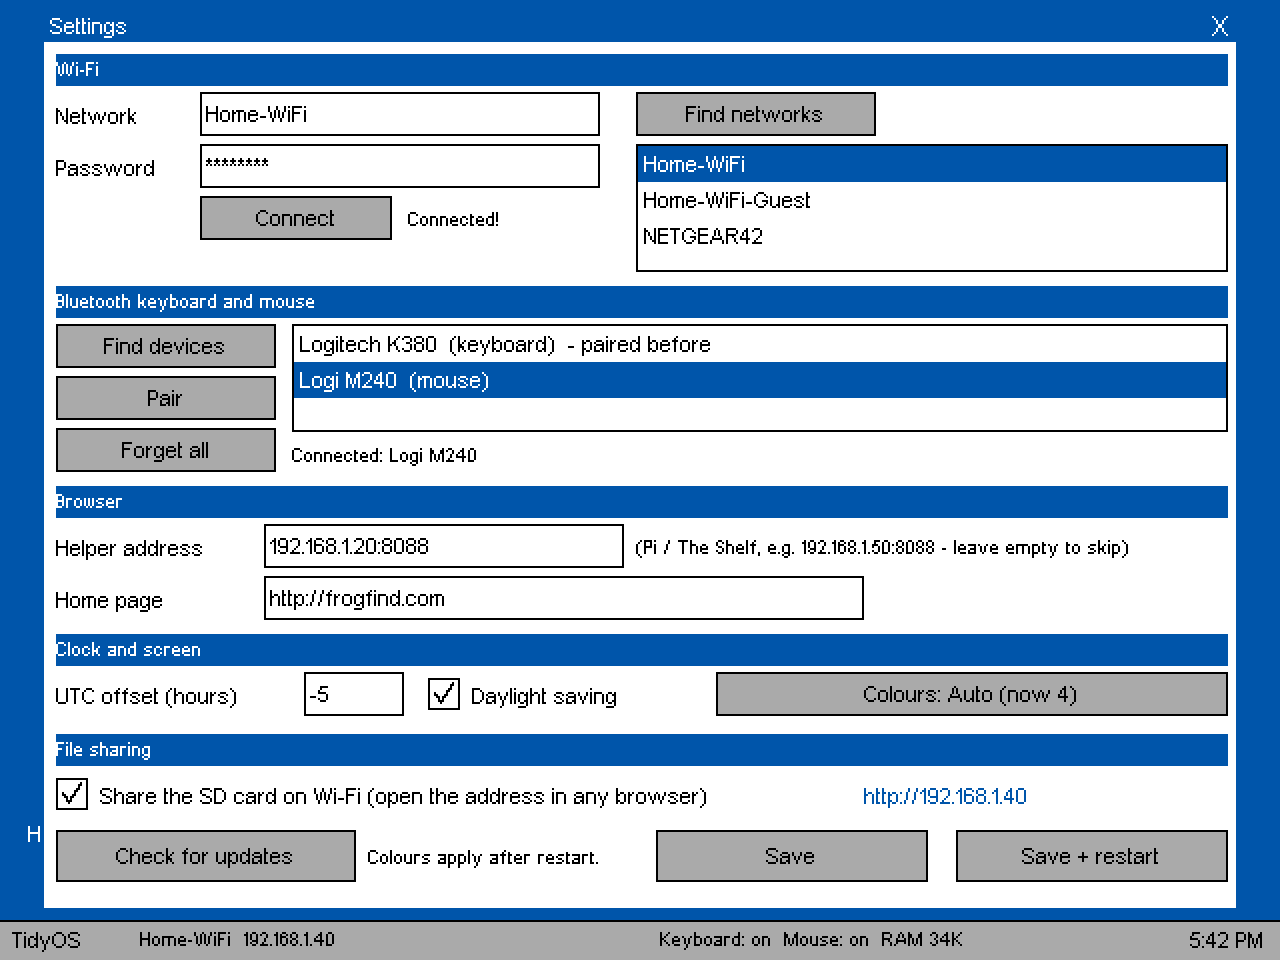 Settings X
Wi-Fi
Network Home-WiFi Find networks
Password ******** Home-WiFi
Home-WiFi-Guest
Connect Connected!
NETGEAR42
Bluetooth keyboard and mouse
Find devices Logitech K380 (keyboard) - paired before
Logi M240 (mouse)
Pair
Forget all Connected: Logi M240
Browser
Helper address 192.168.1.20:8088 (Pi / The Shelf, e.g. 192.168.1.50:8088 - leave empty to skip)
Home page http://frogfind.com
Clock and screen
UTC offset (hours) -5 Daylight saving Colours: Auto (now 4)
File sharing
Share the SD card on Wi-Fi (open the address in any browser) http://192.168.1.40
H
Check for updates Colours apply after restart. Save Save + restart
TidyOS Home-WiFi 192.168.1.40 Keyboard: on Mouse: on RAM 34K 5:42 PM